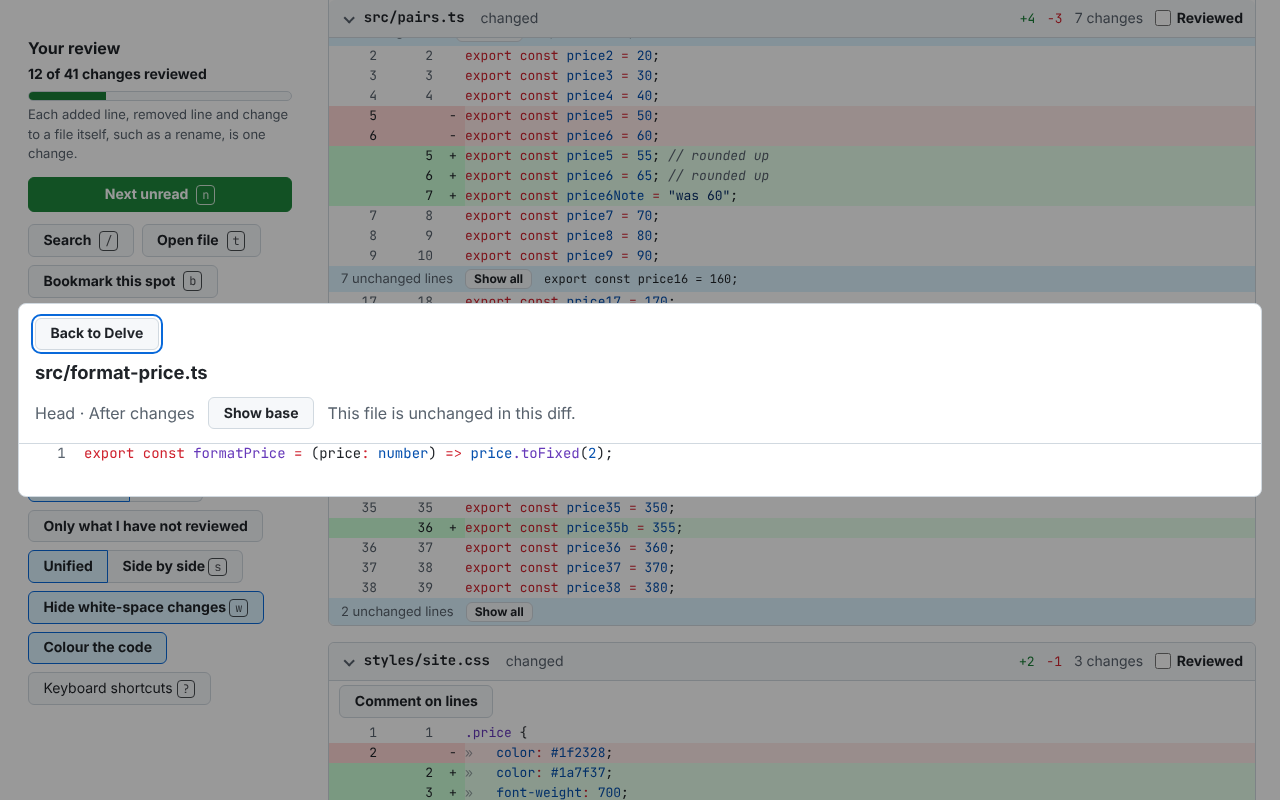 src/pairs.ts changed +4 -3 7 changes Reviewed
Your review
12 of 41 changes reviewed
Each added line, removed line and change
to a file itself, such as a rename, is one
change.
Next unread n
Search / Open file t
Bookmark this spot b
2 2 export const price2 = 20;
3 3 export const price3 = 30;
4 4 export const price4 = 40;
5 - export const price5 = 50;
6 - export const price6 = 60;
5 + export const price5 = 55; // rounded up
6 + export const price6 = 65; // rounded up
7 + export const price6Note = "was 60";
7 8 export const price7 = 70;
8 9 export const price8 = 80;
9 10 export const price9 = 90;
7 unchanged lines Show all export const price16 = 160;
17 18 export const price17 = 170;
Back to Delve
src/format-price.ts
Head · After changes Show base This file is unchanged in this diff.
1 export const formatPrice = (price: number) => price.toFixed(2);
Only what I have not reviewed
Unified Side by side s
Hide white-space changes w
Colour the code
Keyboard shortcuts ?
35 35 export const price35 = 350;
36 + export const price35b = 355;
36 37 export const price36 = 360;
37 38 export const price37 = 370;
38 39 export const price38 = 380;
2 unchanged lines Show all
styles/site.css changed +2 -1 3 changes Reviewed
Comment on lines
1 1 .price {
2 - » color: #1f2328;
2 + » color: #1a7f37;
3 + » font-weight: 700;